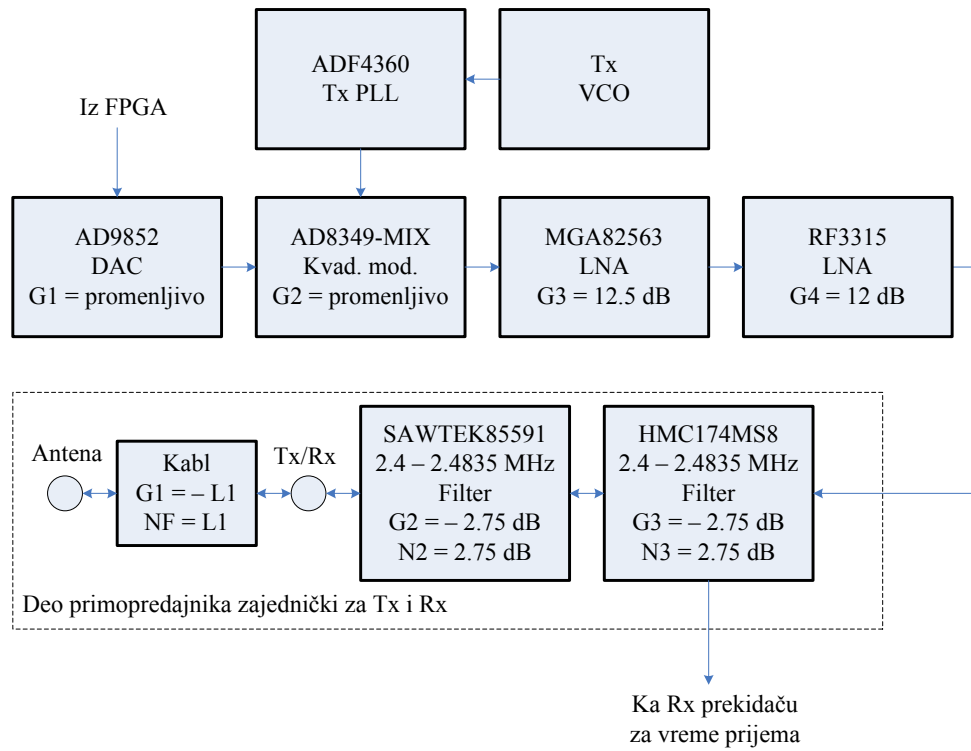 ADF4360
Tx PLL
Tx
VCO
Iz FPGA
AD9852
DAC
G1 = promenljivo
AD8349-MIX
Kvad. mod.
G2 = promenljivo
MGA82563
LNA
G3 = 12.5 dB
RF3315
LNA
G4 = 12 dB
Antena
Kabl
G1 = – L1
NF = L1
Tx/Rx
SAWTEK85591
2.4 – 2.4835 MHz
Filter
G2 = – 2.75 dB
N2 = 2.75 dB
HMC174MS8
2.4 – 2.4835 MHz
Filter
G3 = – 2.75 dB
N3 = 2.75 dB
Deo primopredajnika zajednički za Tx i Rx
Ka Rx prekidaču
za vreme prijema